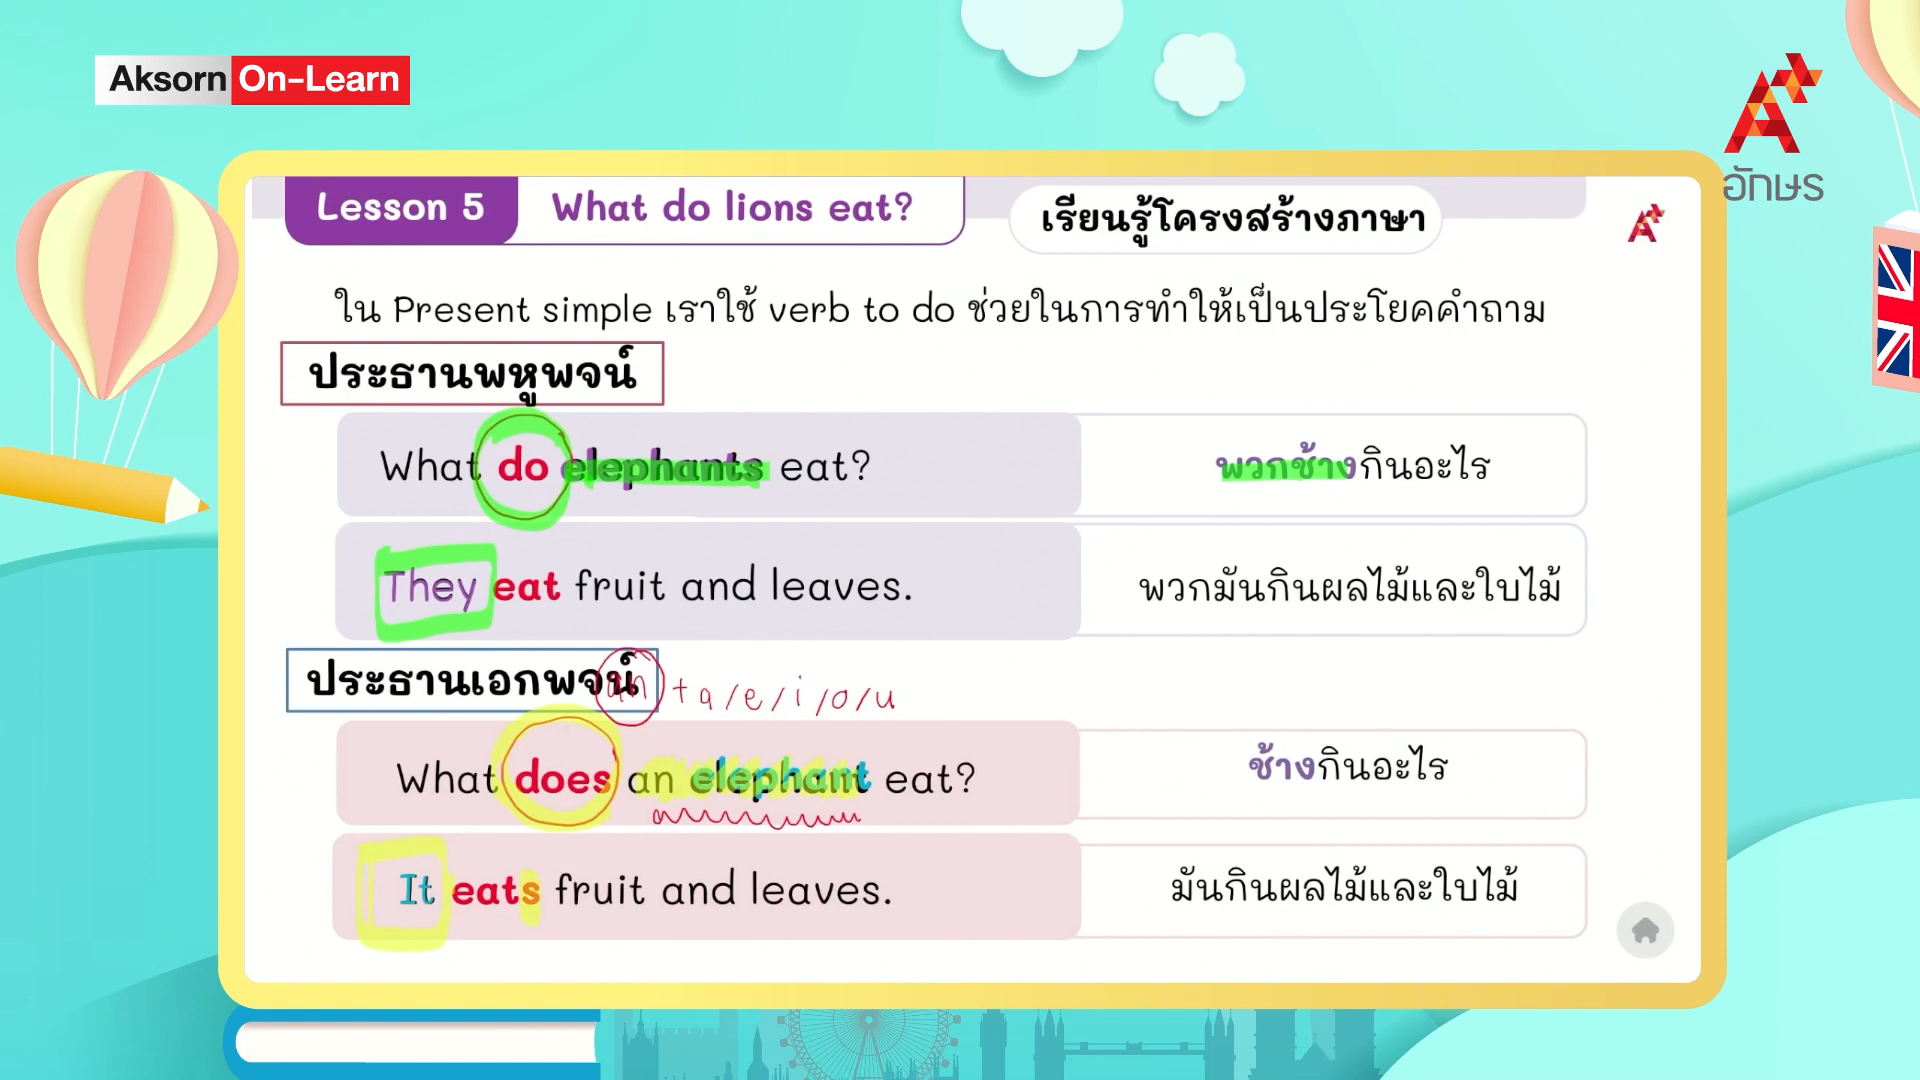 Aksorn On-Learn
อักษร
Lesson 5 What do lions eat? เรียนรู้โครงสร้างภาษา
ใน Present simple เราใช้ verb to do ช่วยในการทำให้เป็นประโยคคำถาม
ประธานพหูพจน์
What do elephants eat? พวกช้างกินอะไร
They eat fruit and leaves. พวกมันกินผลไม้และใบไม้
ประธานเอกพจน์ an + a/e/i/o/u
What does an elephant eat? ช้างกินอะไร
It eats fruit and leaves. มันกินผลไม้และใบไม้